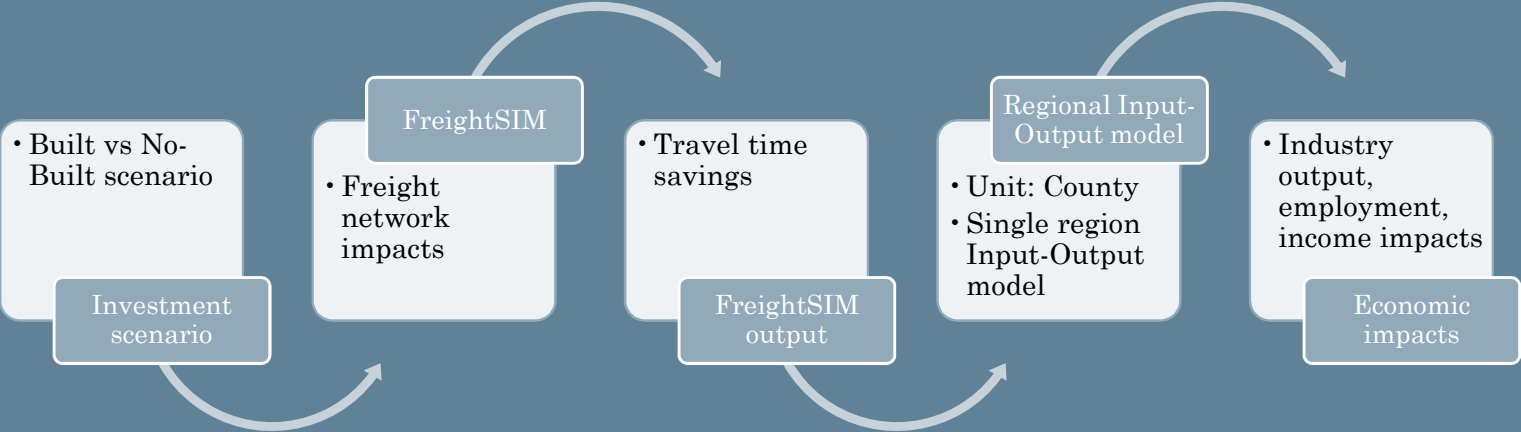 • Built vs No-
Built scenario
Investment
scenario
FreightSIM
• Freight
network
impacts
• Travel time
savings
FreightSIM
output
Regional Input-
Output model
• Unit: County
• Single region
Input-Output
model
• Industry
output,
employment,
income impacts
Economic
impacts